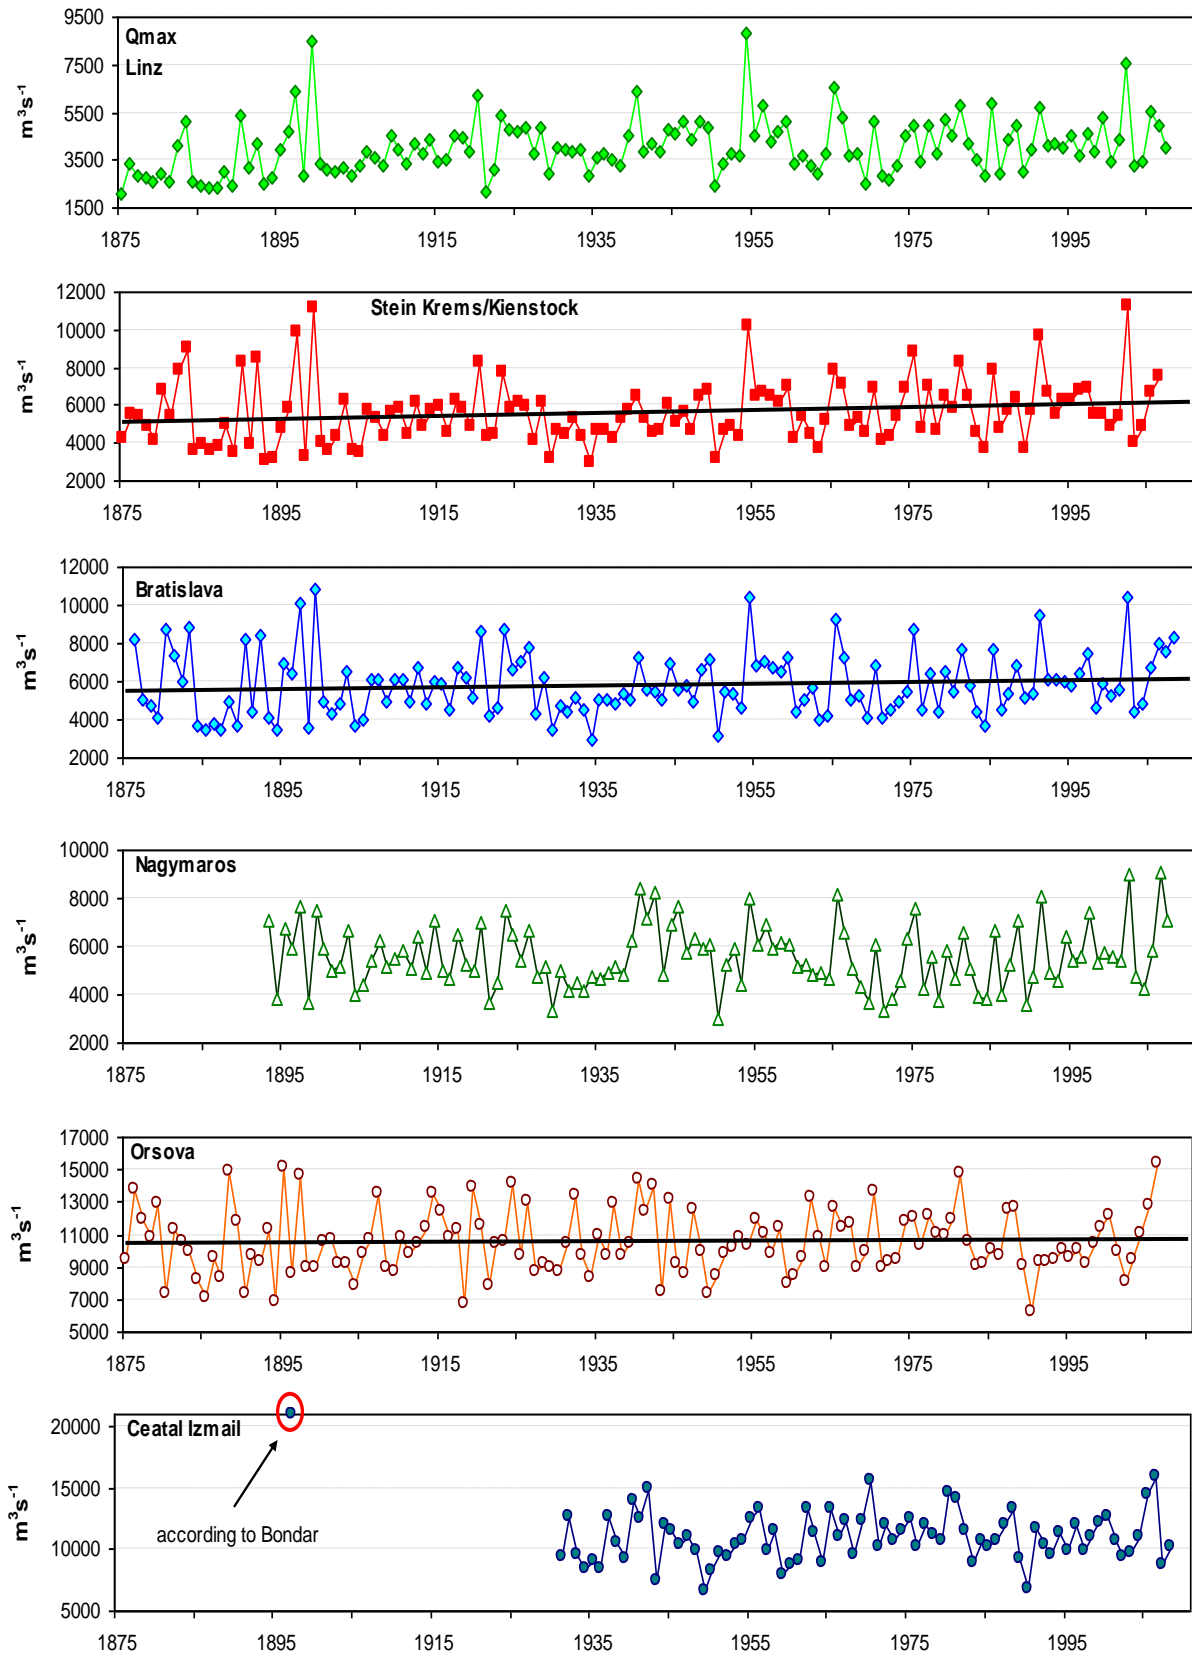 Qmax
Linz
m³s⁻¹
9500
7500
5500
3500
1500
1875 1895 1915 1935 1955 1975 1995
Stein Krems/Kienstock
m³s⁻¹
12000
10000
8000
6000
4000
2000
1875 1895 1915 1935 1955 1975 1995
Bratislava
m³s⁻¹
12000
10000
8000
6000
4000
2000
1875 1895 1915 1935 1955 1975 1995
Nagymaros
m³s⁻¹
10000
8000
6000
4000
2000
1875 1895 1915 1935 1955 1975 1995
Orsova
m³s⁻¹
17000
15000
13000
11000
9000
7000
5000
1875 1895 1915 1935 1955 1975 1995
Ceatal Izmail
according to Bondar
m³s⁻¹
20000
15000
10000
5000
1875 1895 1915 1935 1955 1975 1995